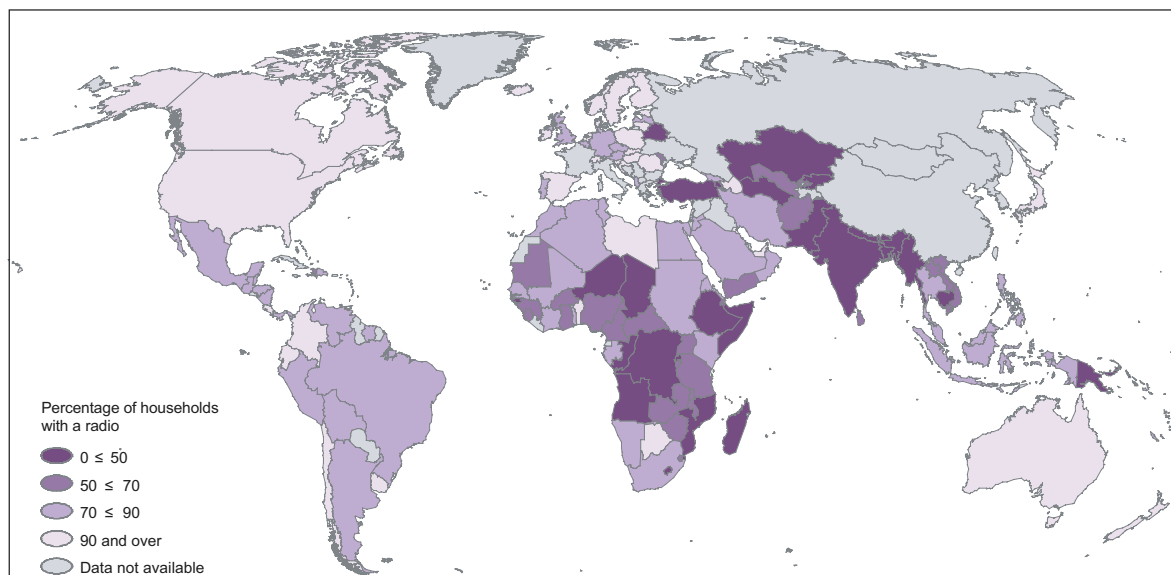 Percentage of households
with a radio
0 ≤ 50
50 ≤ 70
70 ≤ 90
90 and over
Data not available